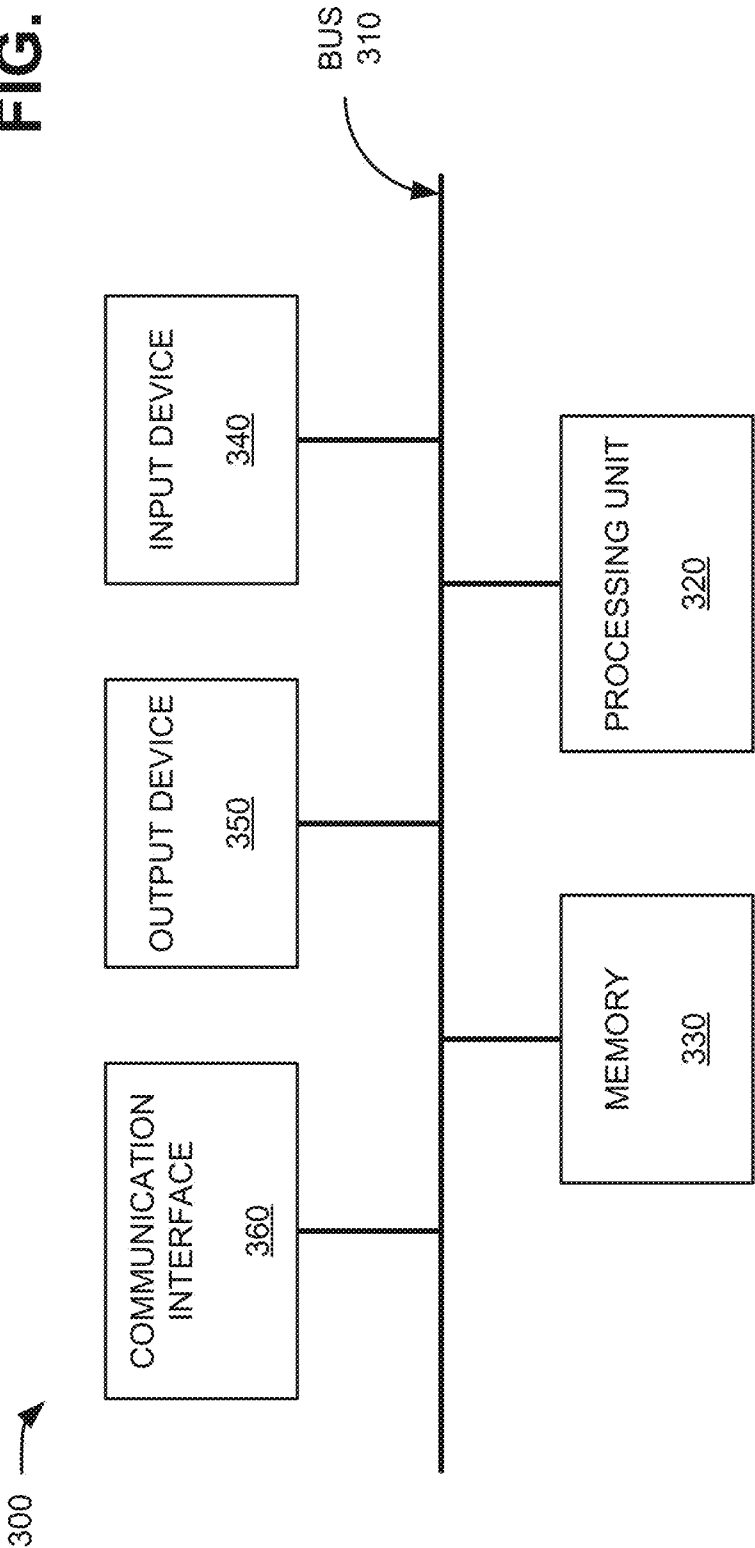 FIG.
300
COMMUNICATION
INTERFACE
360
OUTPUT DEVICE
350
INPUT DEVICE
340
BUS
310
MEMORY
330
PROCESSING UNIT
320